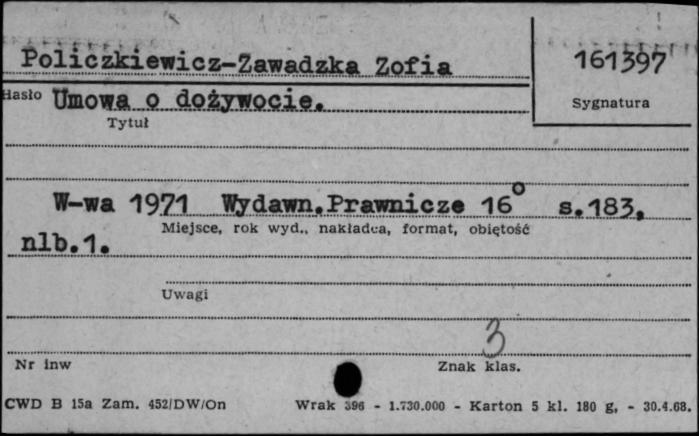 Policzkiewicz-Zawadzka Zofia
161397
Hasło Umowa o dożywocie.
Sygnatura
Tytuł
W-wa 1971 Wydawn.Prawnicze 16° s.183,
Miejsce, rok wyd., nakładca, format, objętość
nlb.1.
Uwagi
3
Nr inw
Znak klas.
CWD B 15a Zam. 452/DW/On Wrak 396 - 1.730.000 - Karton 5 kl. 180 g. - 30.4.68.